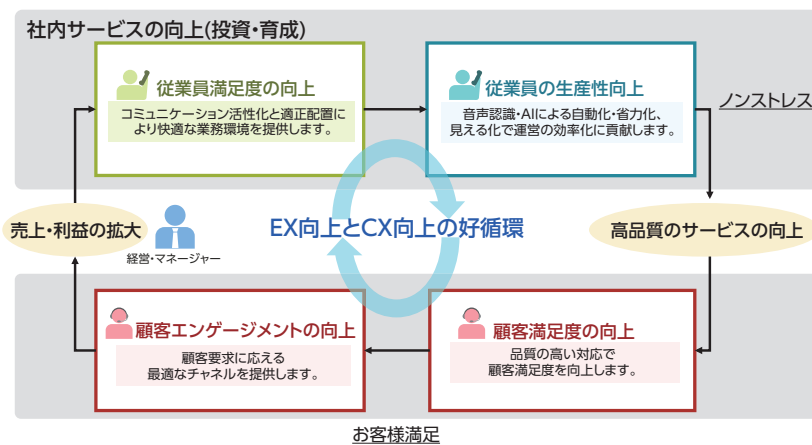 社内サービスの向上(投資・育成)
従業員満足度の向上
コミュニケーション活性化と適正配置に
より快適な業務環境を提供します。
従業員の生産性向上
音声認識・AIによる自動化・省力化、
見える化で運営の効率化に貢献します。
ノンストレス
売上・利益の拡大
経営・マネージャー
EX向上とCX向上の好循環
高品質のサービスの向上
顧客エンゲージメントの向上
顧客要求に応える
最適なチャネルを提供します。
顧客満足度の向上
品質の高い対応で
顧客満足度を向上します。
お客様満足